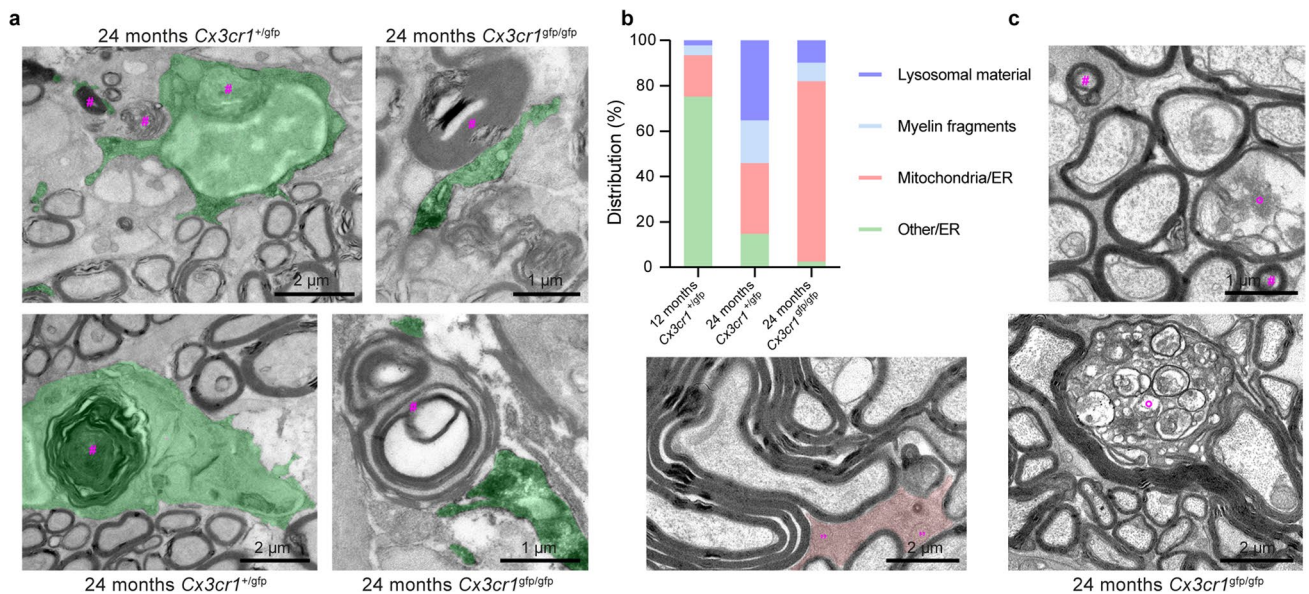 a
24 months Cx3cr1+/gfp
24 months Cx3cr1gfp/gfp
#
#
#
#
2 µm
1 µm
#
#
2 µm
1 µm
24 months Cx3cr1+/gfp
24 months Cx3cr1gfp/gfp
b
100
80
60
40
20
0
Distribution (%)
12 months
Cx3cr1+/gfp
24 months
Cx3cr1+/gfp
24 months
Cx3cr1gfp/gfp
Lysosomal material
Myelin fragments
Mitochondria/ER
Other/ER
"
"
2 µm
c
#
°
#
1 µm
°
2 µm
24 months Cx3cr1gfp/gfp